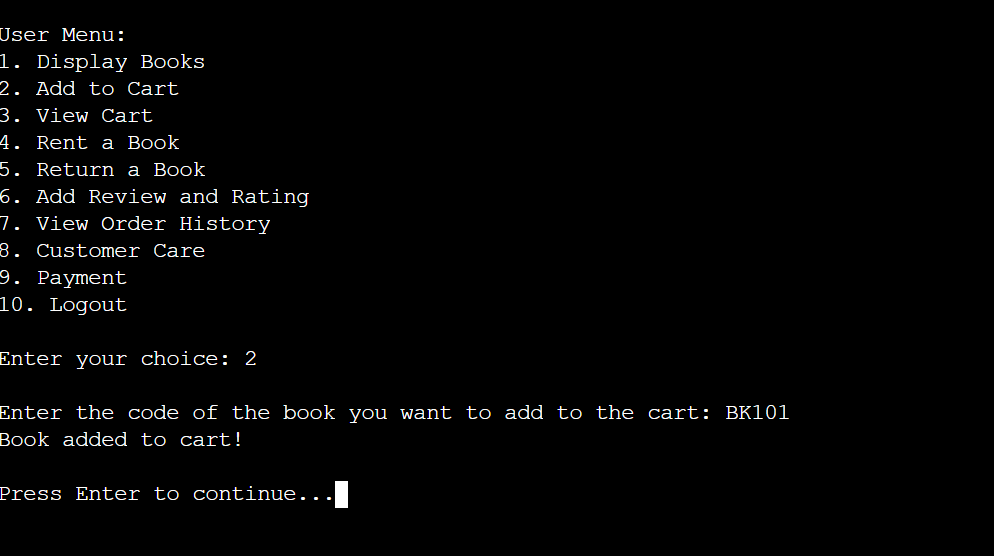 User Menu:
1. Display Books
2. Add to Cart
3. View Cart
4. Rent a Book
5. Return a Book
6. Add Review and Rating
7. View Order History
8. Customer Care
9. Payment
10. Logout
Enter your choice: 2
Enter the code of the book you want to add to the cart: BK101
Book added to cart!
Press Enter to continue...